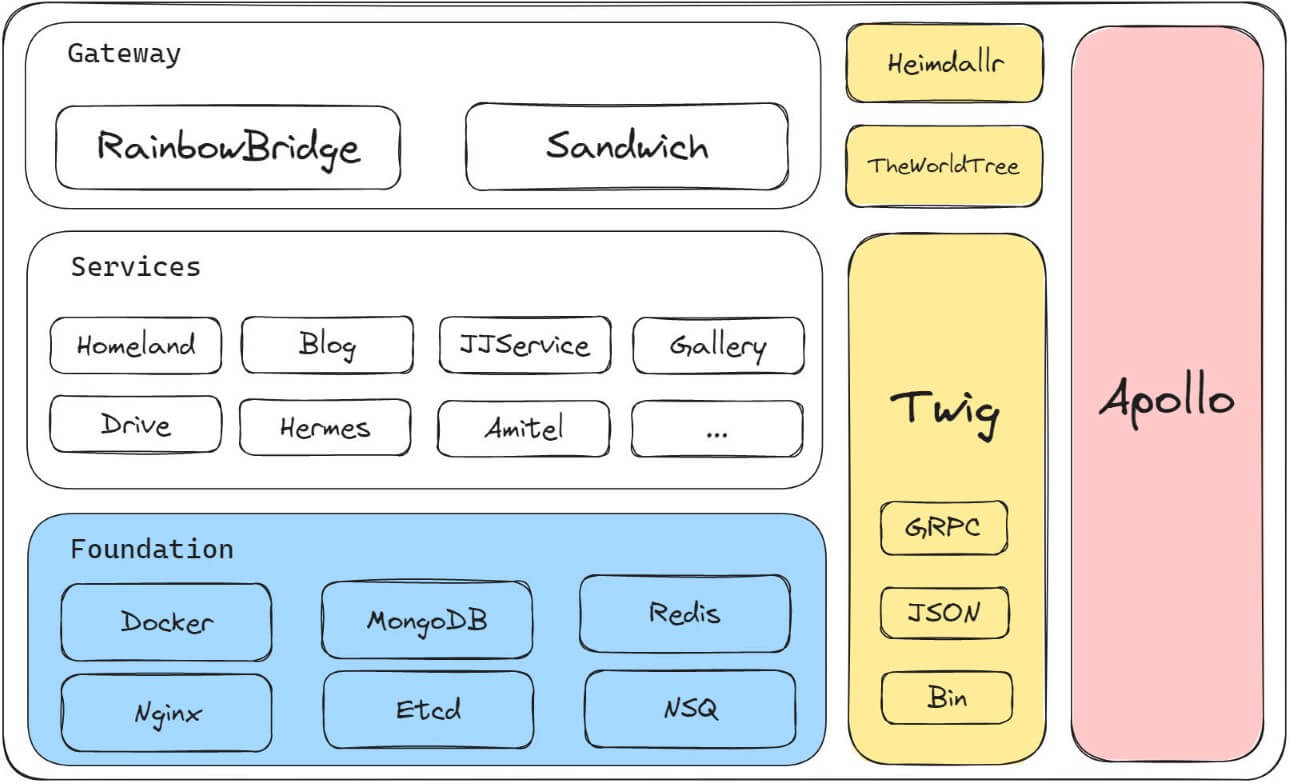 Gateway
RainbowBridge
Sandwich
Services
Homeland
Blog
JJService
Gallery
Drive
Hermes
Amitel
...
Foundation
Docker
MongoDB
Redis
Nginx
Etcd
NSQ
Heimdallr
TheWorldTree
Twig
GRPC
JSON
Bin
Apollo